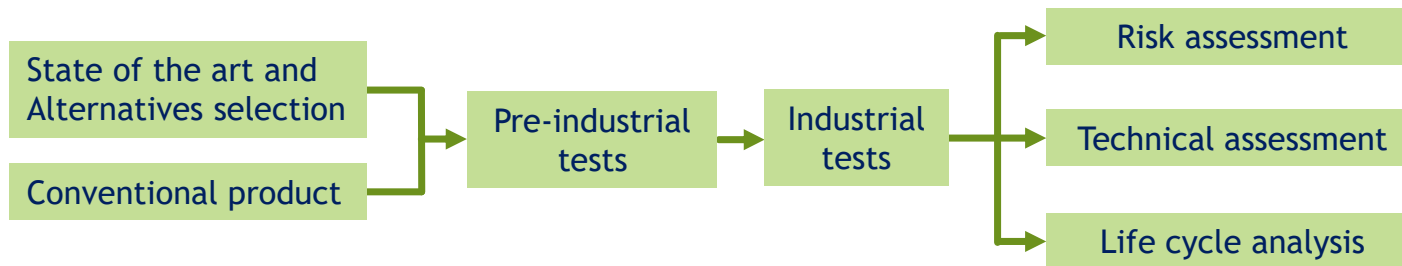 State of the art and
Alternatives selection
Conventional product
Pre-industrial
tests
Industrial
tests
Risk assessment
Technical assessment
Life cycle analysis